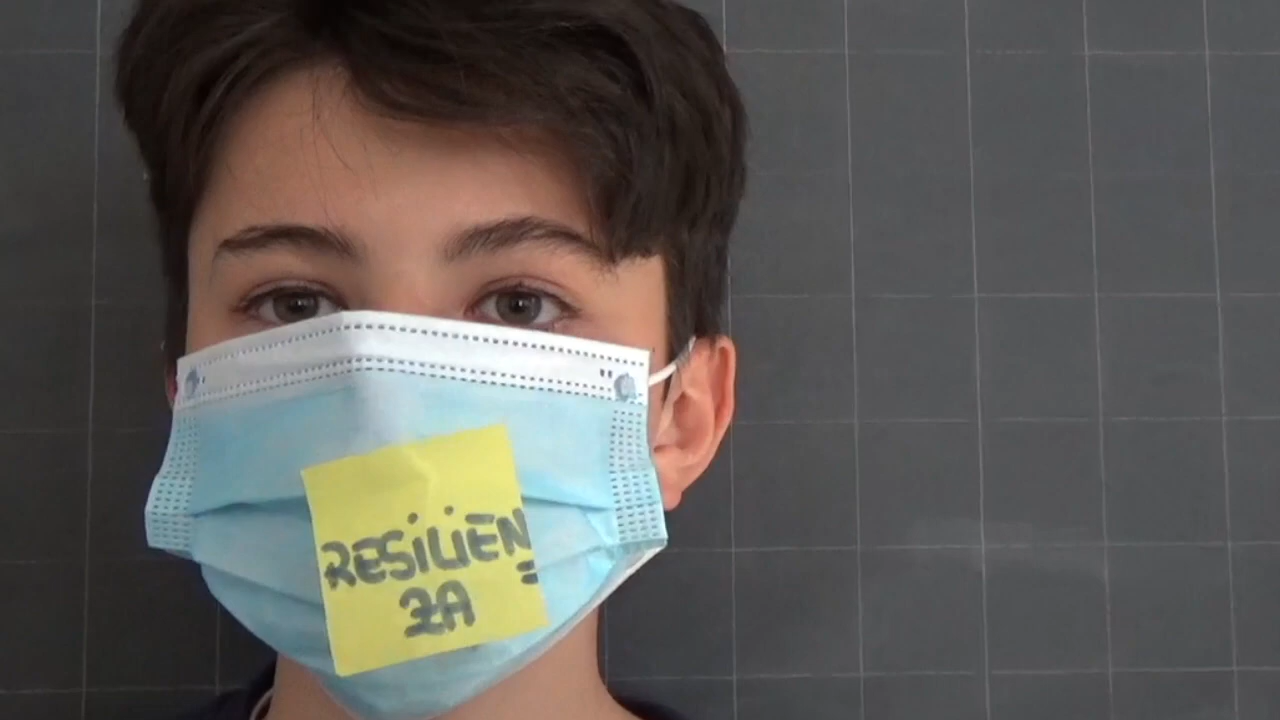 RESiLiEN
=
ZA